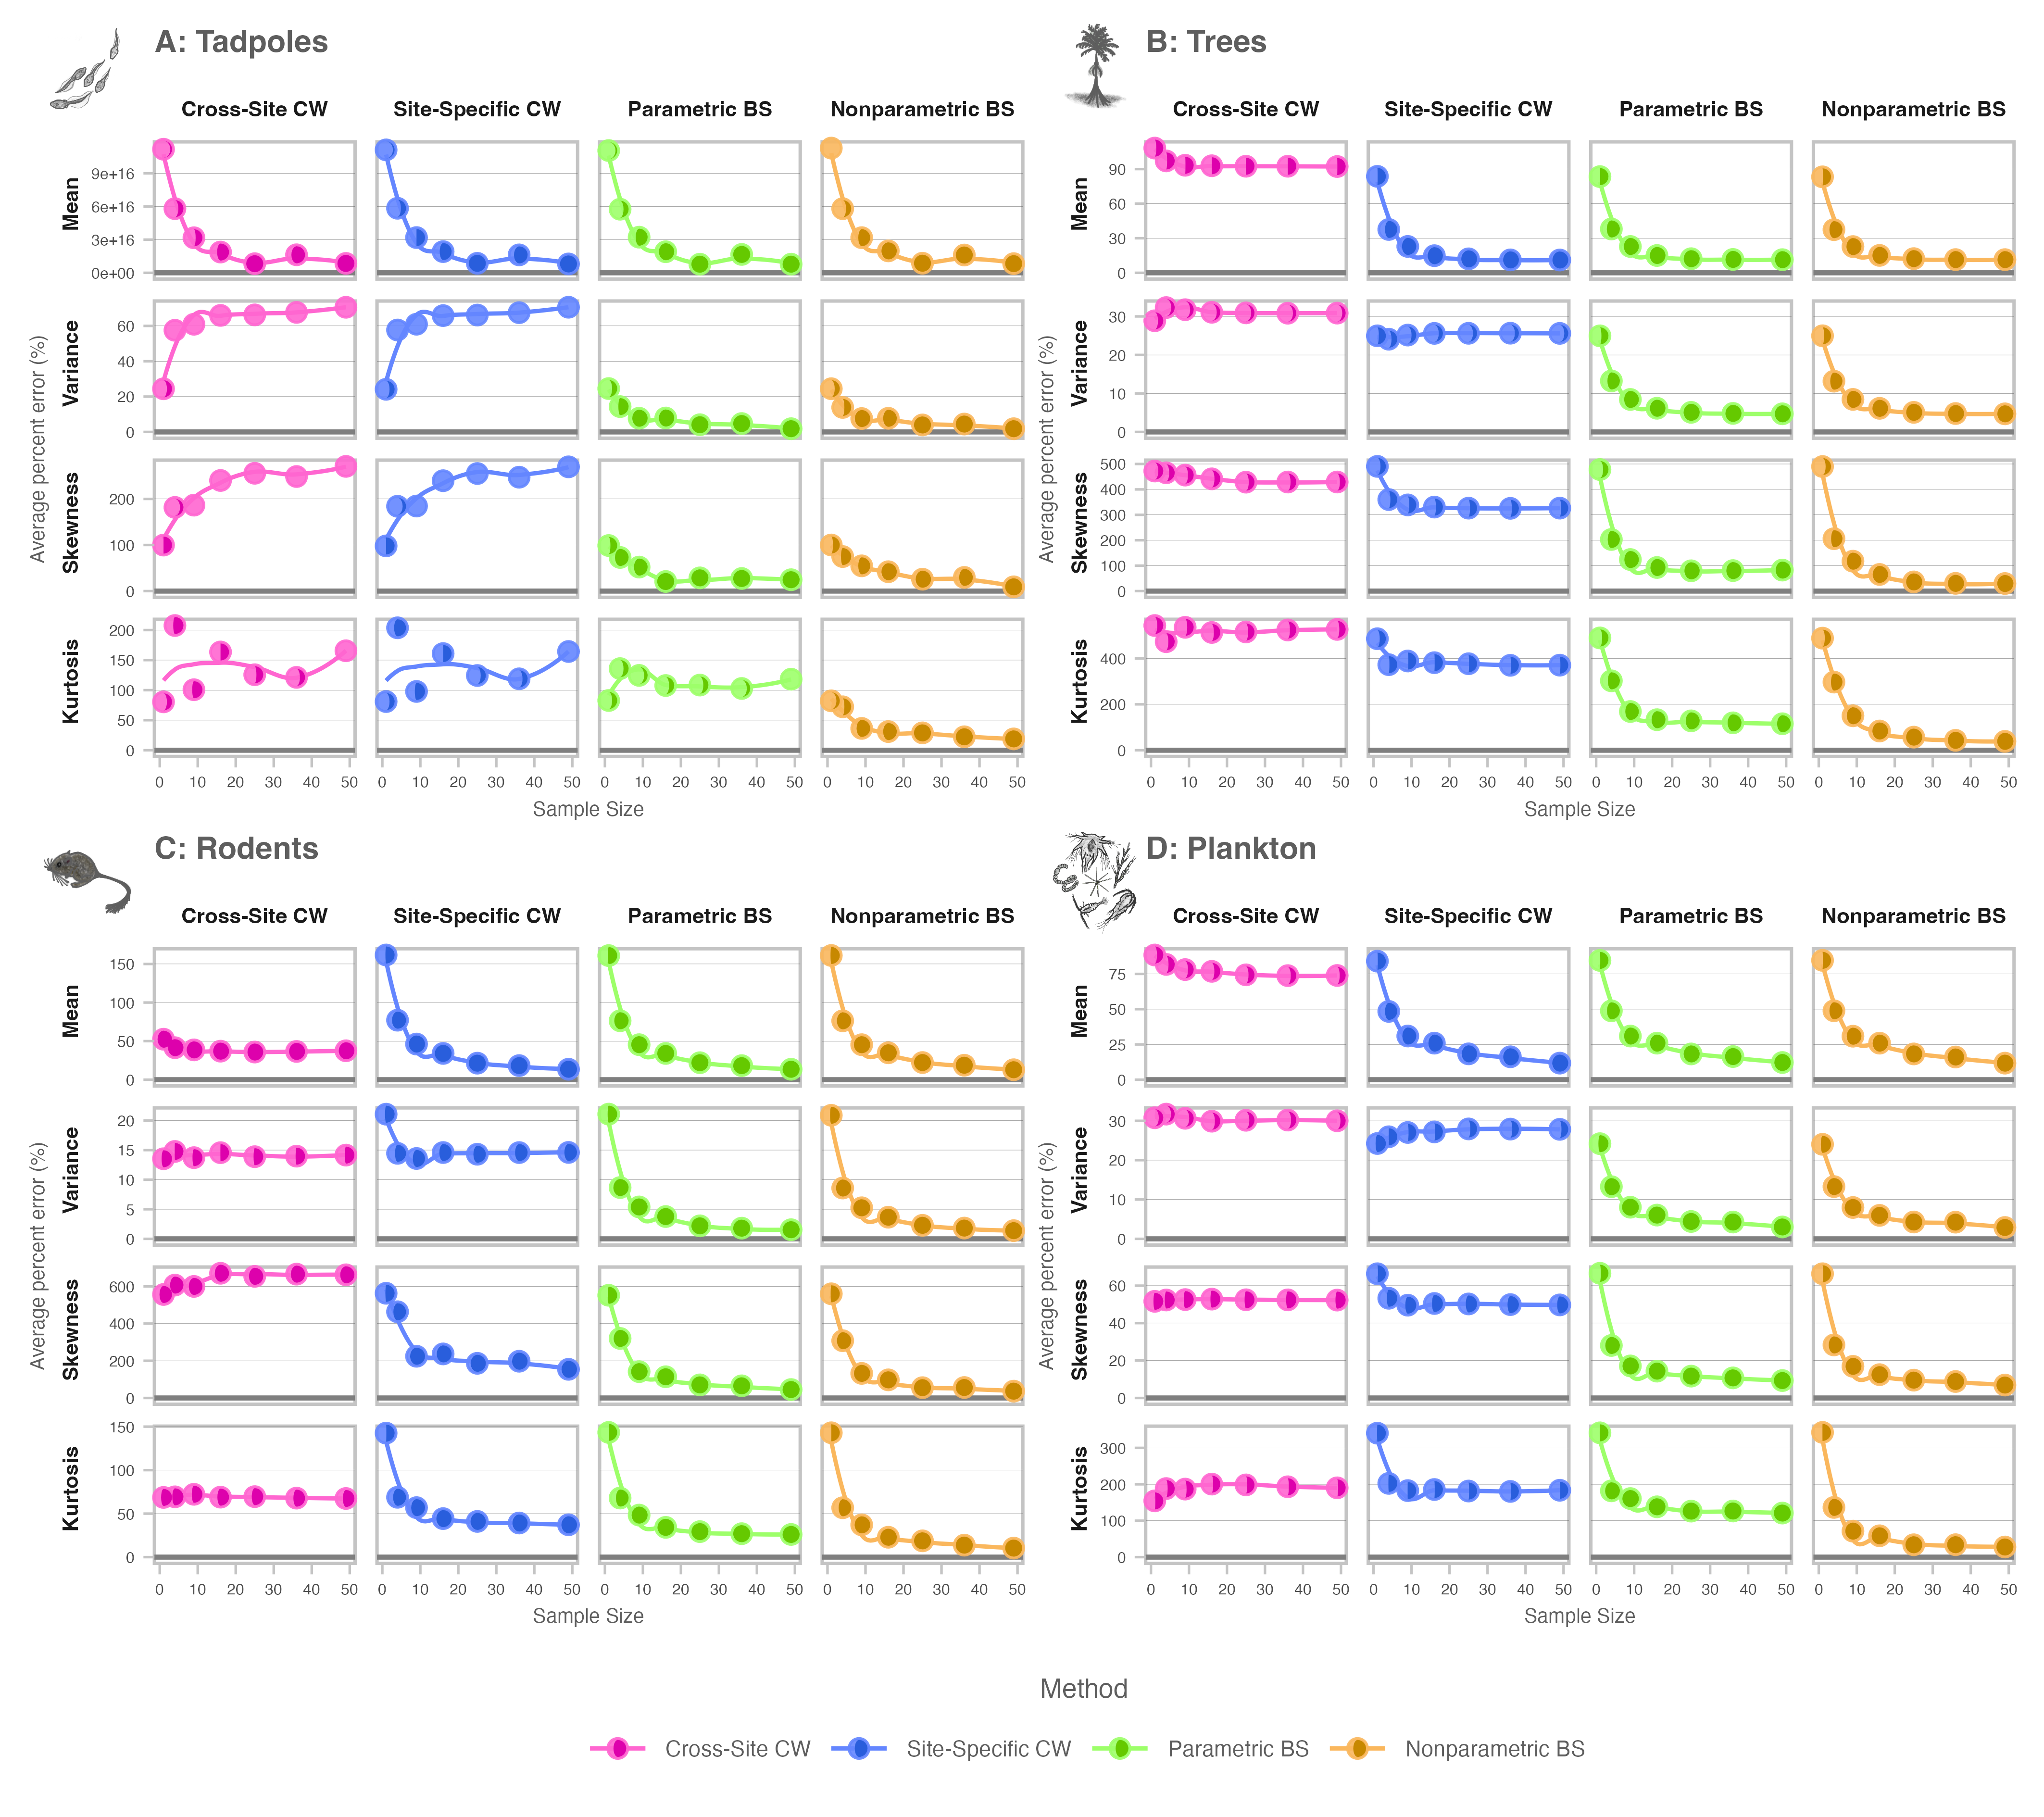 A: Tadpoles
Cross-Site CW Site-Specific CW Parametric BS Nonparametric BS
Average percent error (%)
Mean
9e+16
6e+16
3e+16
0e+00
Variance
60
40
20
0
Skewness
200
100
0
Kurtosis
200
150
100
50
0
0 10 20 30 40 50 0 10 20 30 40 50 0 10 20 30 40 50 0 10 20 30 40 50
Sample Size
B: Trees
Cross-Site CW Site-Specific CW Parametric BS Nonparametric BS
Average percent error (%)
Mean
90
60
30
0
Variance
30
20
10
0
Skewness
500
400
300
200
100
0
Kurtosis
400
200
0
0 10 20 30 40 50 0 10 20 30 40 50 0 10 20 30 40 50 0 10 20 30 40 50
Sample Size
C: Rodents
Cross-Site CW Site-Specific CW Parametric BS Nonparametric BS
Average percent error (%)
Mean
150
100
50
0
Variance
20
15
10
5
0
Skewness
600
400
200
0
Kurtosis
150
100
50
0
0 10 20 30 40 50 0 10 20 30 40 50 0 10 20 30 40 50 0 10 20 30 40 50
Sample Size
D: Plankton
Cross-Site CW Site-Specific CW Parametric BS Nonparametric BS
Average percent error (%)
Mean
75
50
25
0
Variance
30
20
10
0
Skewness
60
40
20
0
Kurtosis
300
200
100
0
0 10 20 30 40 50 0 10 20 30 40 50 0 10 20 30 40 50 0 10 20 30 40 50
Sample Size
Method
Cross-Site CW Site-Specific CW Parametric BS Nonparametric BS